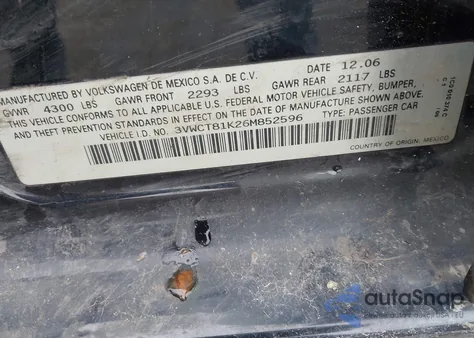 MANUFACTURED BY VOLKSWAGEN DE MEXICO S.A. DE C.V. DATE 12.06
GVWR 4300 LBS GAWR FRONT 2293 LBS GAWR REAR 2117 LBS
THIS VEHICLE CONFORMS TO ALL APPLICABLE U.S. FEDERAL MOTOR VEHICLE SAFETY, BUMPER,
AND THEFT PREVENTION STANDARDS IN EFFECT ON THE DATE OF MANUFACTURE SHOWN ABOVE.
VEHICLE I.D. NO. 3VWCT81K26M852596 TYPE: PASSENGER CAR
COUNTRY OF ORIGIN: MEXICO
autoSnap